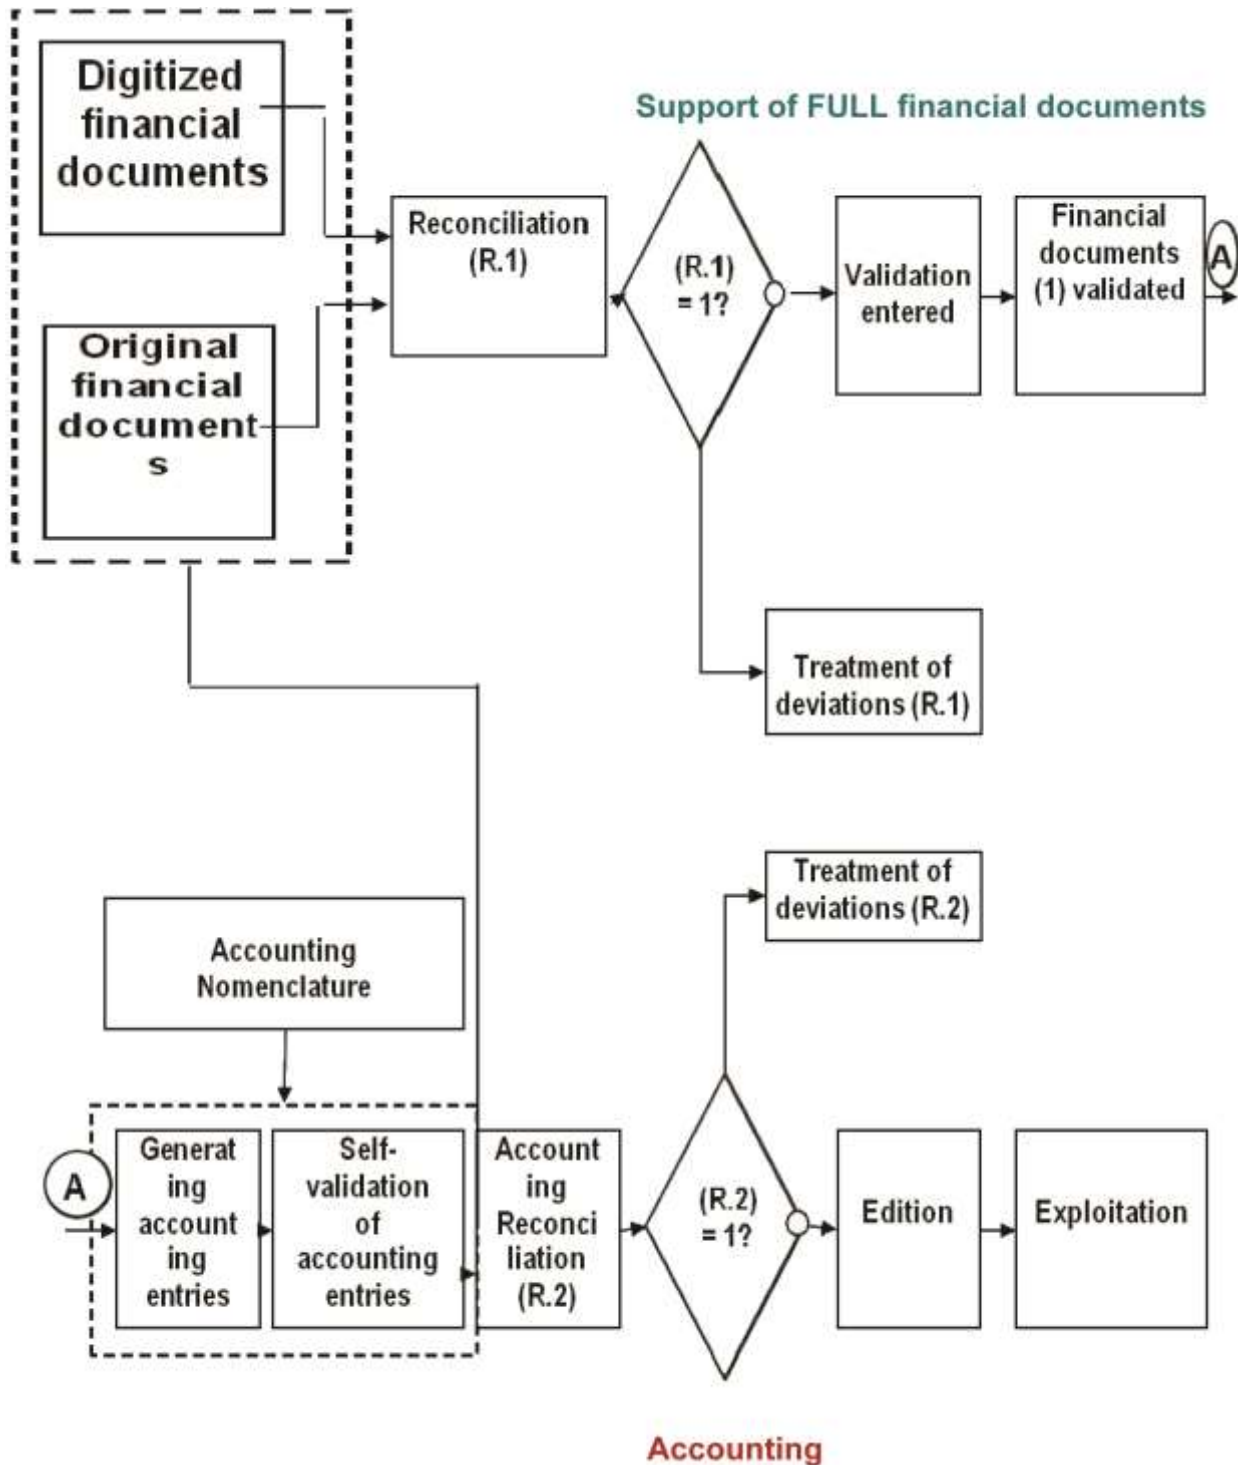 Digitized
financial
documents
Support of FULL financial documents
Reconciliation
(R.1)
(R.1)
= 1?
Validation
entered
Financial
documents
(1) validated
A
Original
financial
document
s
Treatment of
deviations (R.1)
Treatment of
deviations (R.2)
Accounting
Nomenclature
A
Generat
ing
account
ing
entries
Self-
validation
of
accounting
entries
Account
ing
Reconci
liation
(R.2)
(R.2)
= 1?
Edition
Exploitation
Accounting